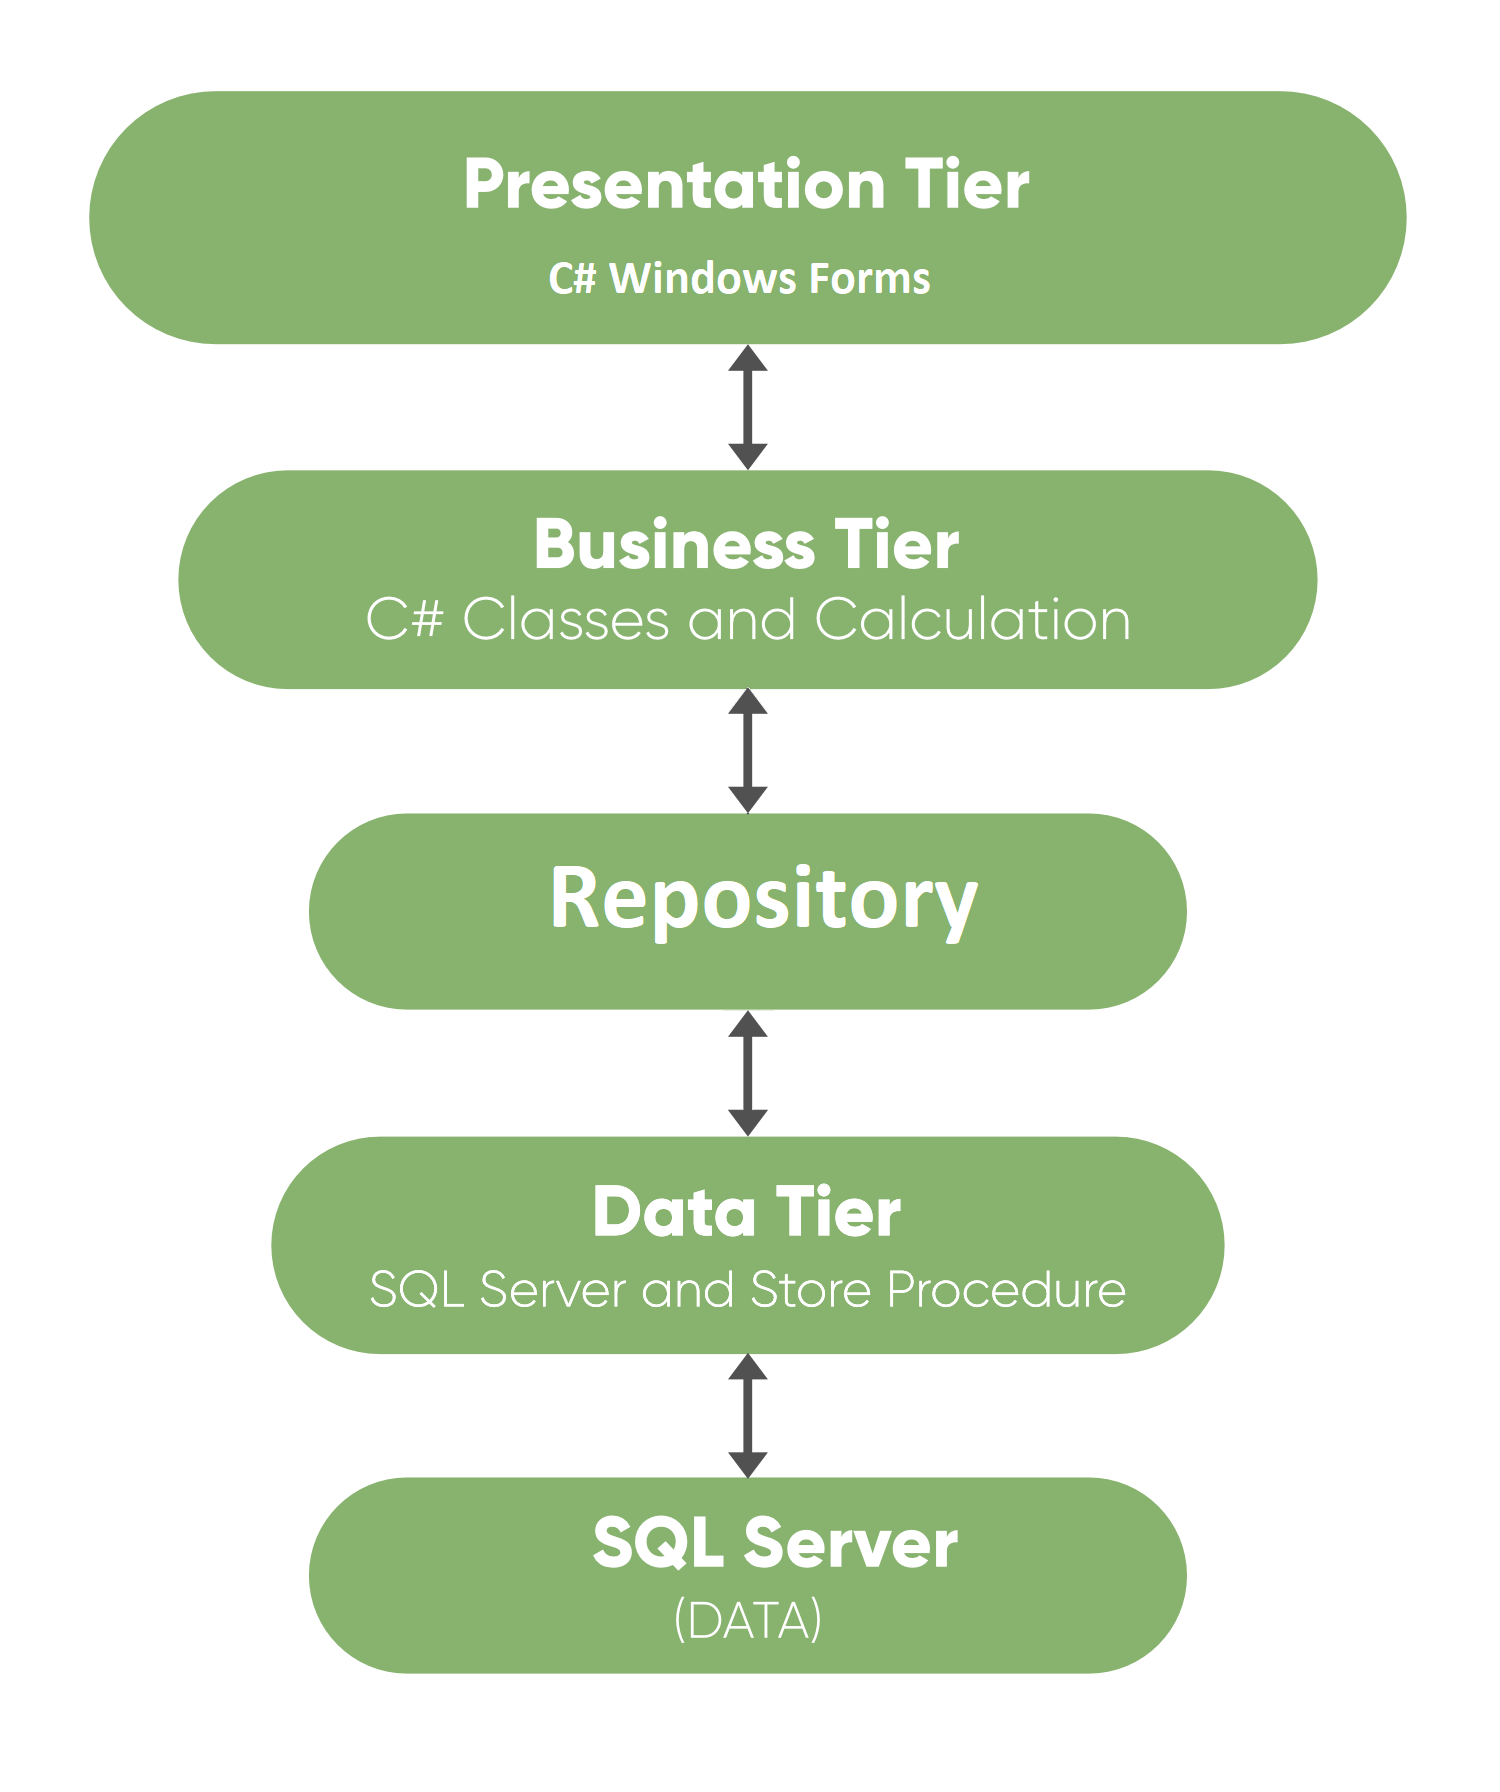 Presentation Tier
C# Windows Forms
Business Tier
C# Classes and Calculation
Repository
Data Tier
SQL Server and Store Procedure
SQL Server
(DATA)